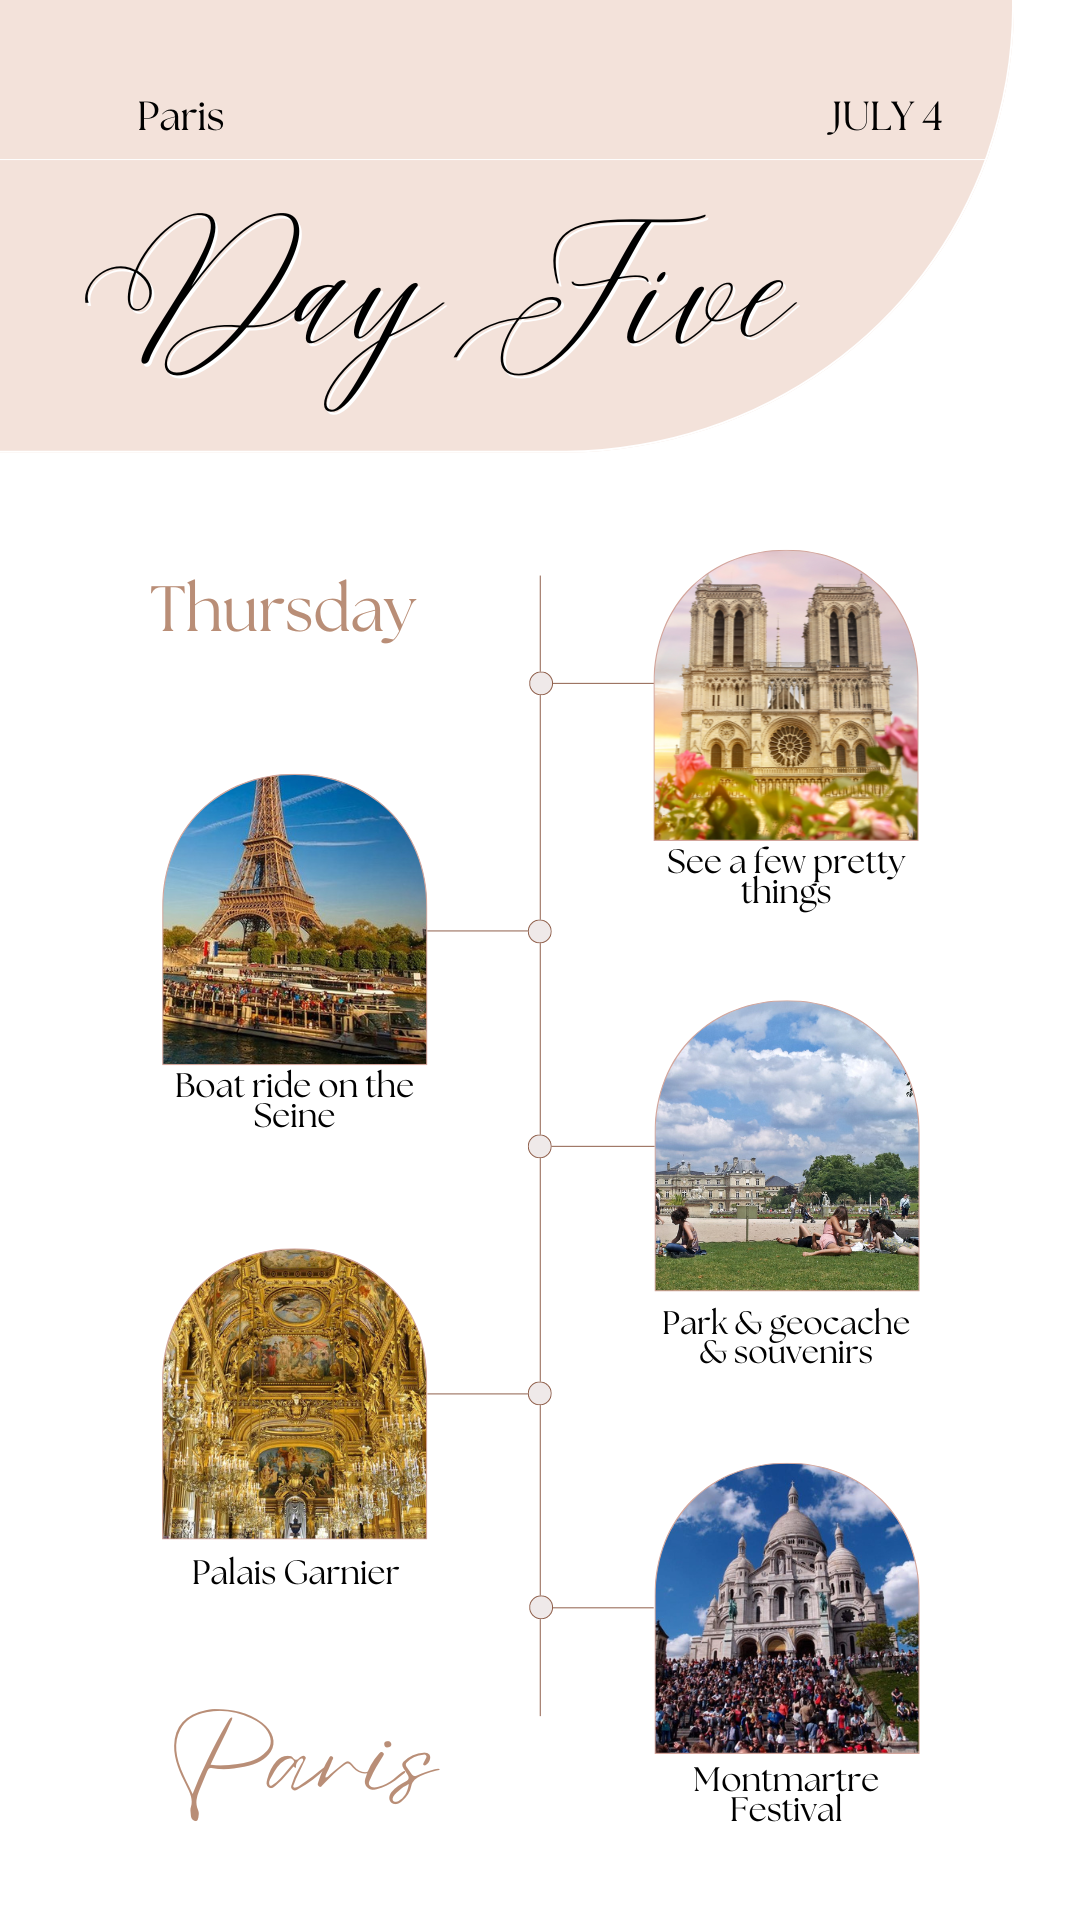 Paris
JULY 4
Day Five
Thursday
See a few pretty
things
Boat ride on the
Seine
Park & geocache
& souvenirs
Palais Garnier
Montmartre
Festival
Paris